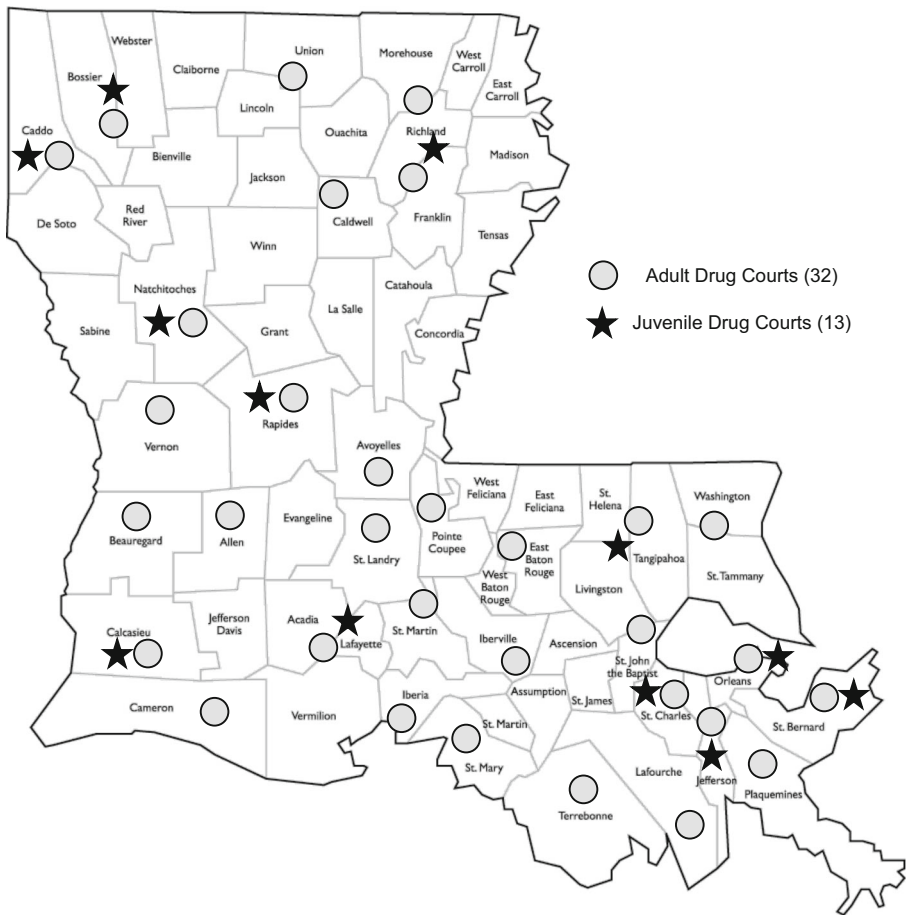 Webster
Union
Morehouse
West
Carroll
Claiborne
Bossier
East
Carroll
Lincoln
Caddo
Ouachita
Richland
Bienville
Madison
Jackson
De Soto
Red
River
Caldwell
Franklin
Tensas
Winn
Natchitoches
Catahoula
La Salle
Sabine
Grant
Concordia
Adult Drug Courts (32)
Juvenile Drug Courts (13)
Rapides
Vernon
Avoyelles
West
Feliciana
East
Feliciana
St.
Helena
Washington
Beauregard
Allen
Evangeline
St. Landry
Pointe
Coupee
East
Baton
Rouge
Tangipahoa
West
Baton
Rouge
Livingston
St. Tammany
Calcasieu
Jefferson
Davis
Acadia
Lafayette
St. Martin
Iberville
Ascension
St. John
the Baptist
Orleans
Cameron
Vermilion
Iberia
Assumption
St. James
St. Charles
St. Martin
St. Bernard
St. Mary
Lafourche
Jefferson
Plaquemines
Terrebonne